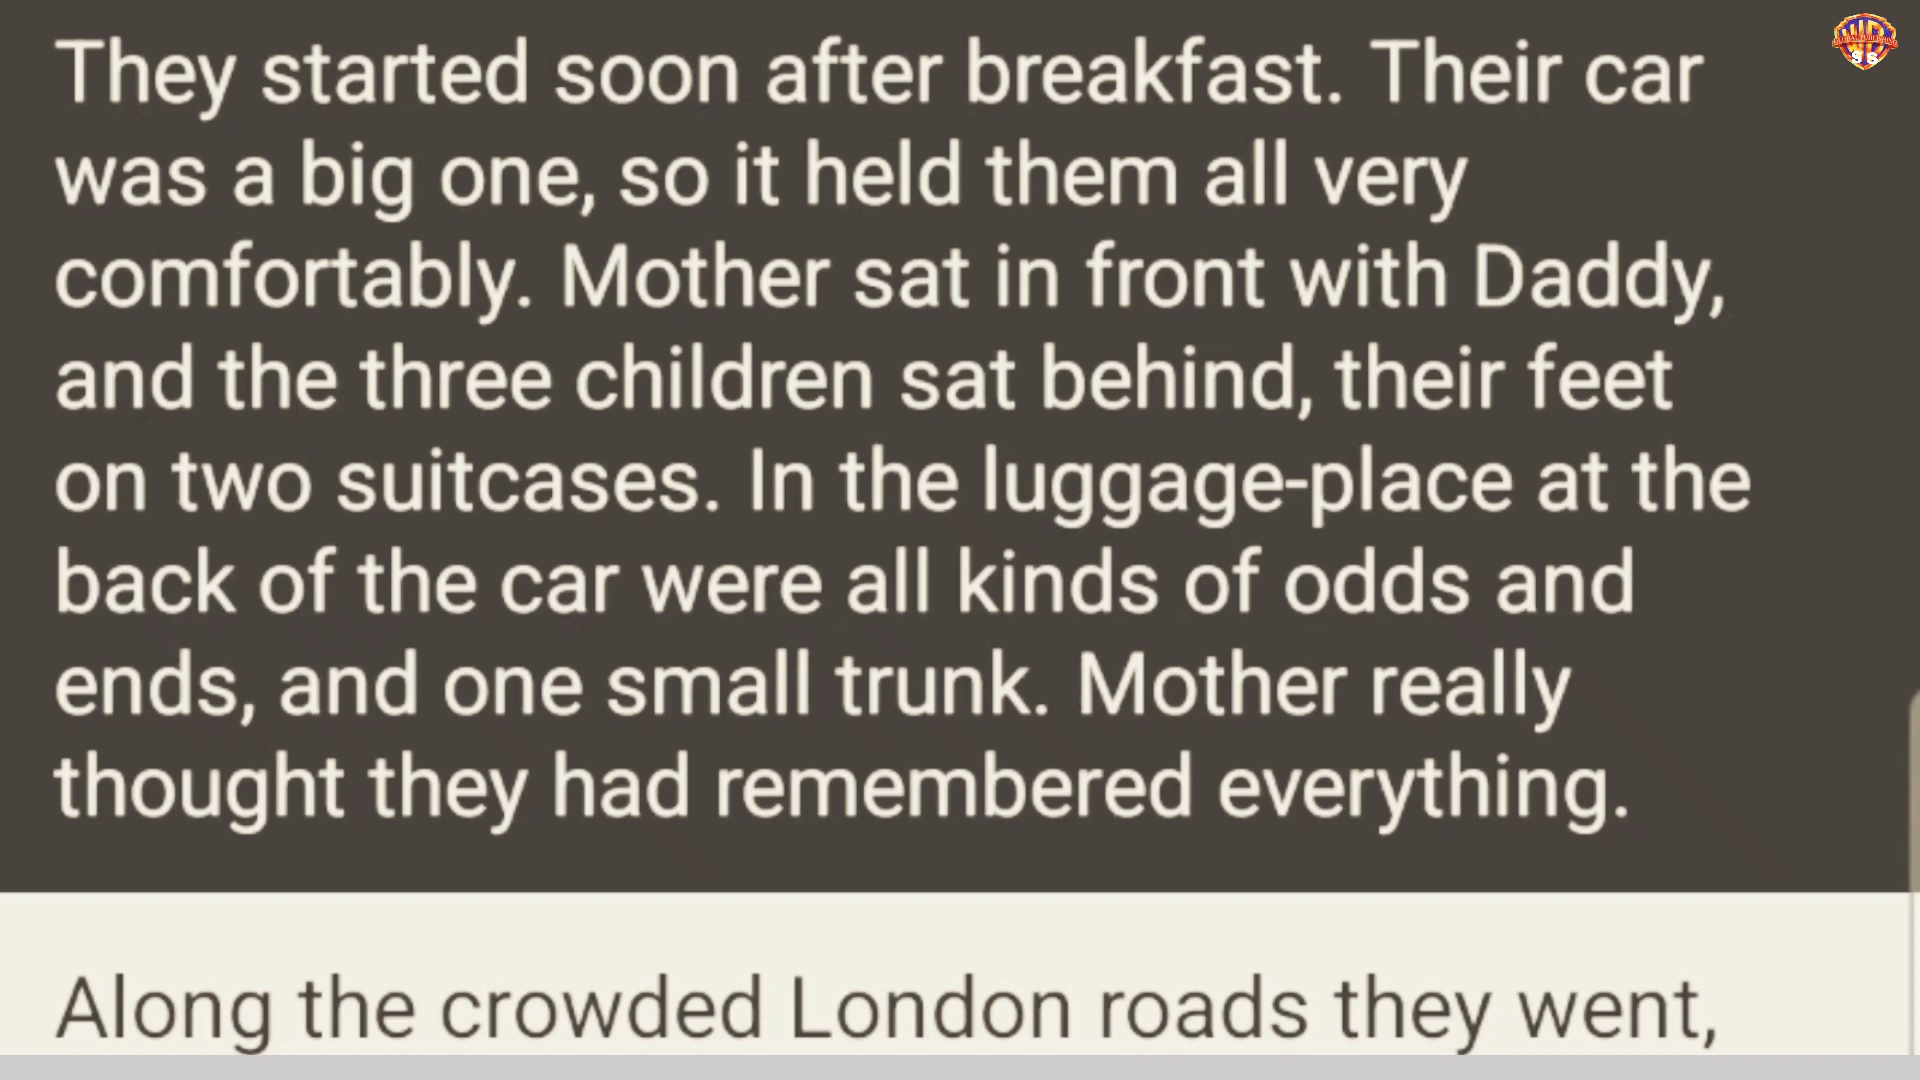 They started soon after breakfast. Their car
was a big one, so it held them all very
comfortably. Mother sat in front with Daddy,
and the three children sat behind, their feet
on two suitcases. In the luggage-place at the
back of the car were all kinds of odds and
ends, and one small trunk. Mother really
thought they had remembered everything.
Along the crowded London roads they went,